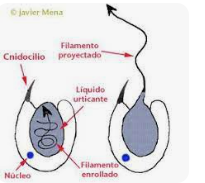 © javier Mena
Filamento
proyectado
Cnidocilio
Líquido
urticante
Filamento
enrollado
Núcleo